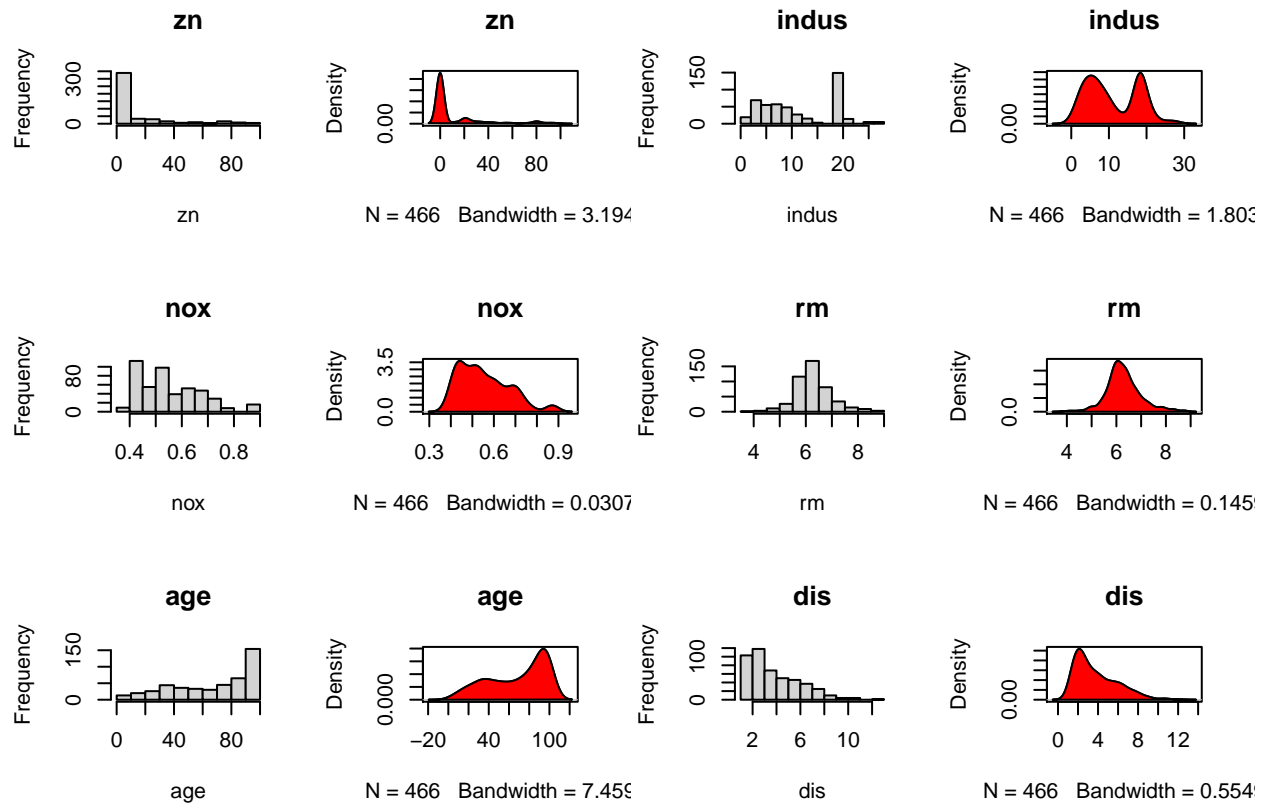 zn zn indus indus
Frequency Density Frequency Density
300 0.00 150 0.00
0 0
0 40 80 0 40 80 0 10 20 0 10 30
zn N = 466 Bandwidth = 3.194 indus N = 466 Bandwidth = 1.803
nox nox rm rm
Frequency Density Frequency Density
80 3.5 150
0 0.0 0 0.0
0.4 0.6 0.8 0.3 0.6 0.9 4 6 8 4 6 8
nox N = 466 Bandwidth = 0.0307 rm N = 466 Bandwidth = 0.145
age age dis dis
Frequency Density Frequency Density
150 0.000 100 0.00
0 0
0 40 80 −20 40 100 2 6 10 0 4 8 12
age N = 466 Bandwidth = 7.459 dis N = 466 Bandwidth = 0.554